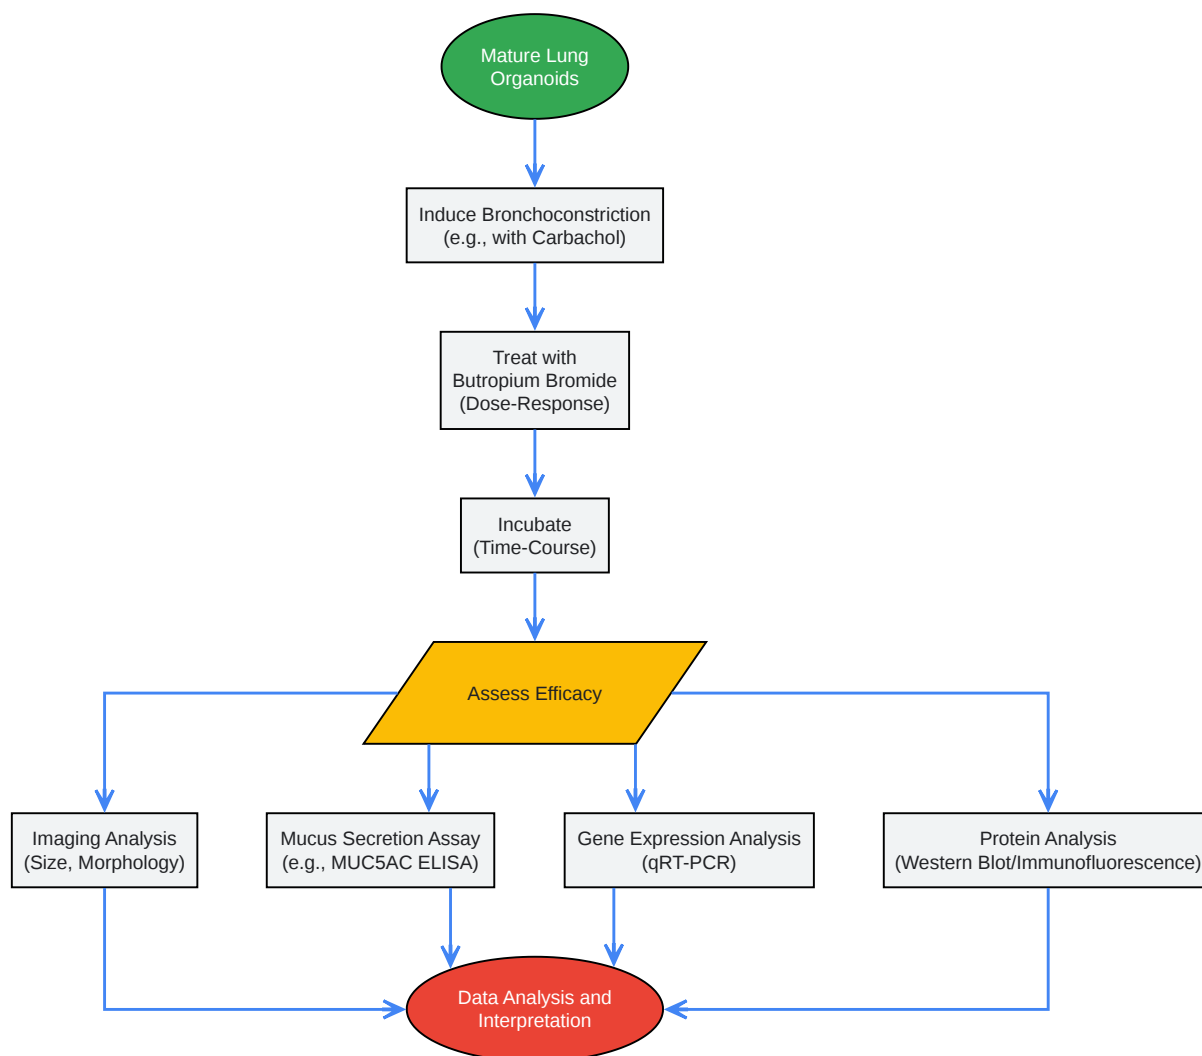 Mature Lung
Organoids
Induce Bronchoconstriction
(e.g., with Carbachol)
Treat with
Butropium Bromide
(Dose-Response)
Incubate
(Time-Course)
Assess Efficacy
Imaging Analysis
(Size, Morphology)
Mucus Secretion Assay
(e.g., MUC5AC ELISA)
Gene Expression Analysis
(qRT-PCR)
Protein Analysis
(Western Blot/Immunofluorescence)
Data Analysis and
Interpretation